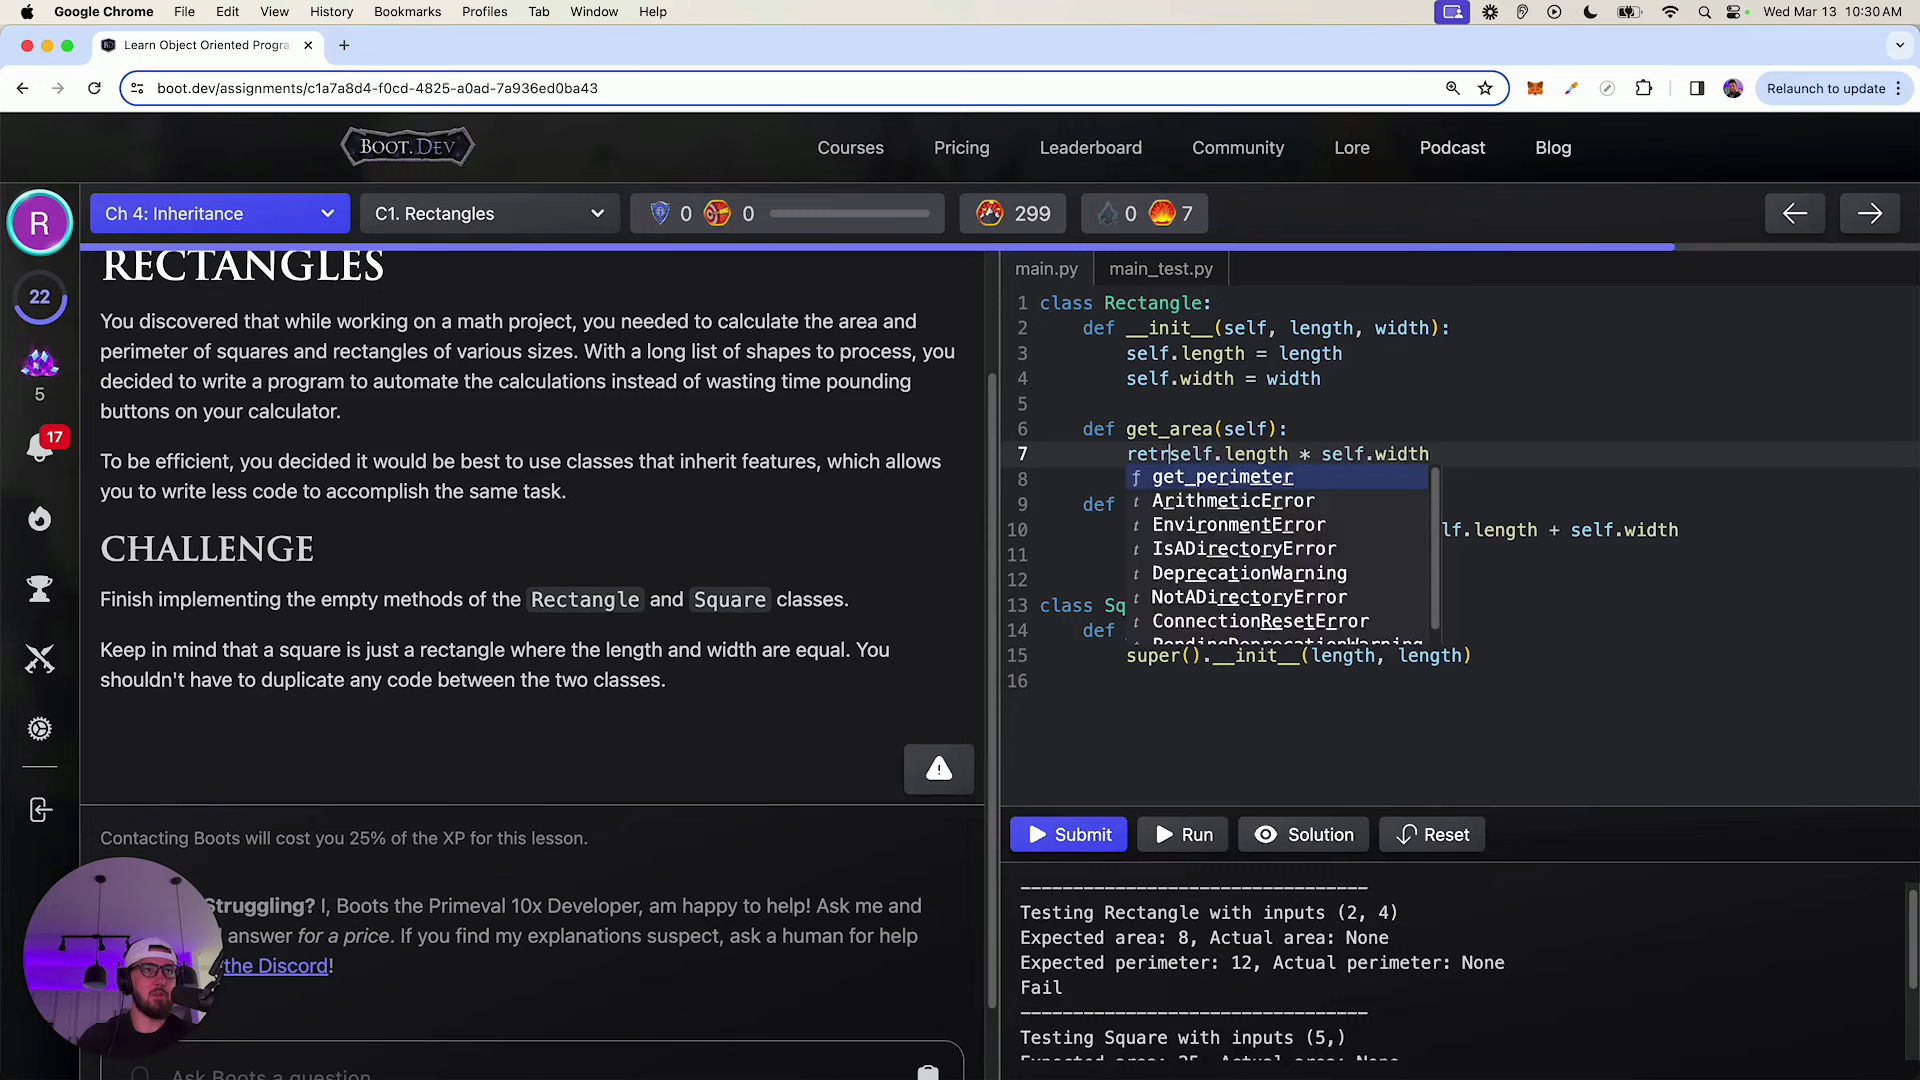 Google Chrome File Edit View History Bookmarks Profiles Tab Window Help Wed Mar 13 10:30 AM
Learn Object Oriented Progra
boot.dev/assignments/c1a7a8d4-f0cd-4825-a0ad-7a936ed0ba43 Relaunch to update
BOOT.DEV Courses Pricing Leaderboard Community Lore Podcast Blog
R Ch 4: Inheritance C1. Rectangles 0 0 299 0 7
22
5
17
RECTANGLES
You discovered that while working on a math project, you needed to calculate the area and
perimeter of squares and rectangles of various sizes. With a long list of shapes to process, you
decided to write a program to automate the calculations instead of wasting time pounding
buttons on your calculator.
To be efficient, you decided it would be best to use classes that inherit features, which allows
you to write less code to accomplish the same task.
CHALLENGE
Finish implementing the empty methods of the Rectangle and Square classes.
Keep in mind that a square is just a rectangle where the length and width are equal. You
shouldn't have to duplicate any code between the two classes.
Contacting Boots will cost you 25% of the XP for this lesson.
Struggling? I, Boots the Primeval 10x Developer, am happy to help! Ask me and
answer for a price. If you find my explanations suspect, ask a human for help
the Discord!
Ask Boots a question
main.py main_test.py
1 class Rectangle:
2 def __init__(self, length, width):
3 self.length = length
4 self.width = width
5
6 def get_area(self):
7 retrself.length * self.width
8 ƒ get_perimeter
9 def t ArithmeticError
10 t EnvironmentError lf.length + self.width
11 t IsADirectoryError
12 t DeprecationWarning
t NotADirectoryError
13 class Sq t ConnectionResetError
14 def t PendingDeprecationWarning
15 super().__init__(length, length)
16
Submit Run Solution Reset
---------------------------------
Testing Rectangle with inputs (2, 4)
Expected area: 8, Actual area: None
Expected perimeter: 12, Actual perimeter: None
Fail
---------------------------------
Testing Square with inputs (5,)
Expected area: 25, Actual area: None